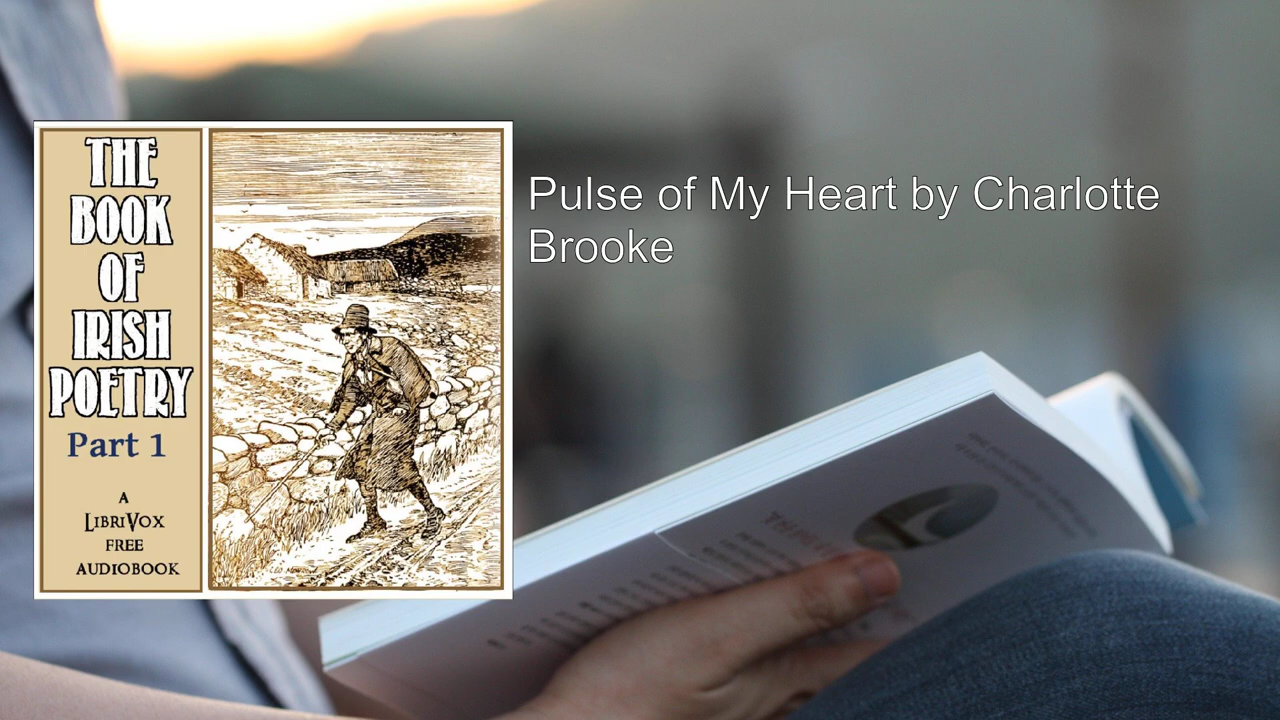 THE
BOOK
OF
IRISH
POETRY
Part 1
A
LIBRIVOX
FREE
AUDIOBOOK
Pulse of My Heart by Charlotte
Brooke